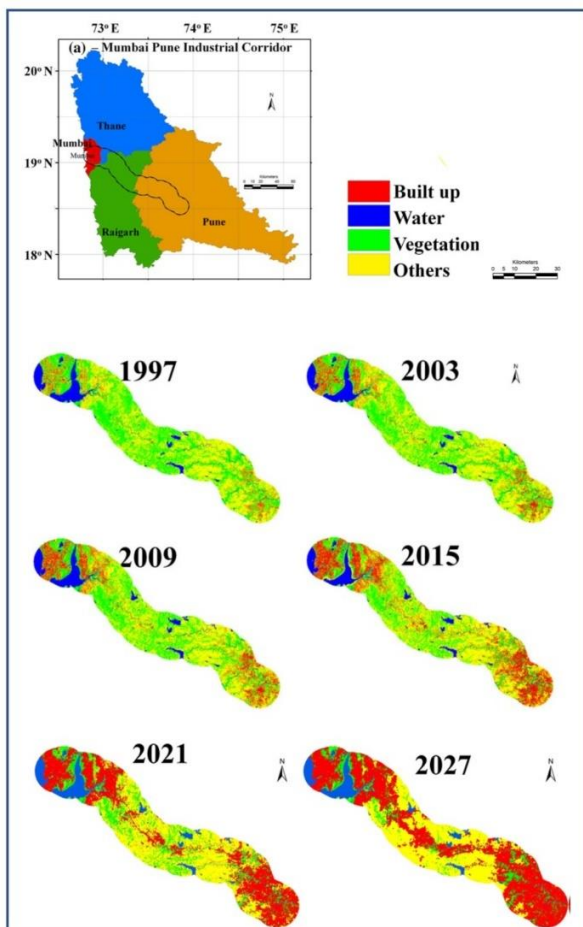 73° E 74° E 75° E
(a) – Mumbai Pune Industrial Corridor
20° N
N
Thane
Mumbai
19° N
Kilometers
Pune
Raigarh
18° N
Built up
Water
Vegetation
Others
Kilometers
0 5 10 20 30
1997
2003
N
2009
2015
2021
N
2027
N